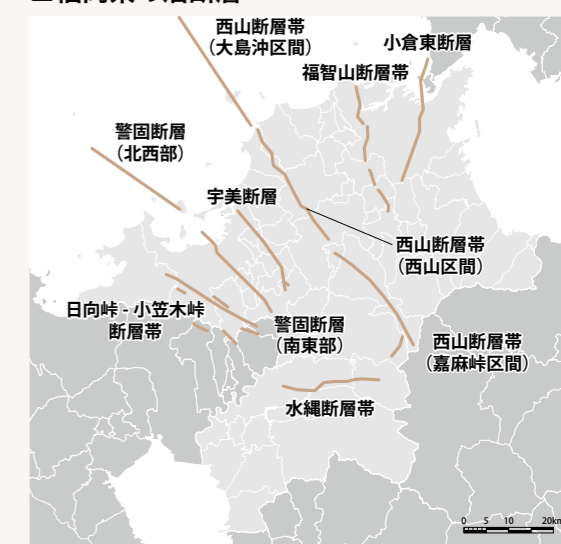 西山断層帯
（大島沖区間）
小倉東断層
福智山断層帯
警固断層
（北西部）
宇美断層
西山断層帯
（西山区間）
日向峠 - 小笠木峠
断層帯
警固断層
（南東部）
西山断層帯
（嘉麻峠区間）
水縄断層帯
0 5 10 20km